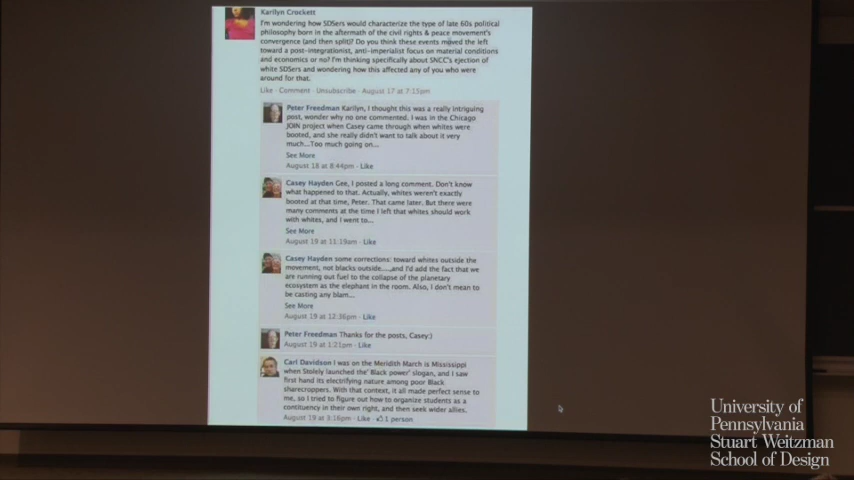 Karilyn Crockett
I'm wondering how SDSers would characterize the type of late 60s political
philosophy born in the aftermath of the civil rights & peace movement's
convergence (and then split)? Do you think these events moved the left
toward a post-integrationist, anti-imperialist focus on material conditions
and economics or no? I'm thinking specifically about SNCC's ejection of
white SDSers and wondering how this affected any of you who were
around for that.
Like · Comment · Unsubscribe · August 17 at 7:15pm
Peter Freedman Karilyn, I thought this was a really intriguing
post, wonder why no one commented. I was in the Chicago
JOIN project when Casey came through when whites were
booted, and she really didn't want to talk about it very
much...Too much going on...
See More
August 18 at 8:44pm · Like
Casey Hayden Gee, I posted a long comment. Don't know
what happened to that. Actually, whites weren't exactly
booted at that time, Peter. That came later. But there were
many comments at the time I left that whites should work
with whites, and I went to...
See More
August 19 at 11:19am · Like
Casey Hayden some corrections: toward whites outside the
movement, not blacks outside....,and I'd add the fact that we
are running out fuel to the collapse of the planetary
ecosystem as the elephant in the room. Also, I don't mean to
be casting any blam...
See More
August 19 at 12:36pm · Like
Peter Freedman Thanks for the posts, Casey:)
August 19 at 1:21pm · Like
Carl Davidson I was on the Meridith March is Mississippi
when Stolely launched the' Black power' slogan, and I saw
first hand its electrifying nature among poor Black
sharecroppers. With that context, it all made perfect sense to
me, so I tried to figure out how to organize students as a
constituency in their own right, and then seek wider allies.
August 19 at 3:16pm · Like · 1 person
University of
Pennsylvania
Stuart Weitzman
School of Design